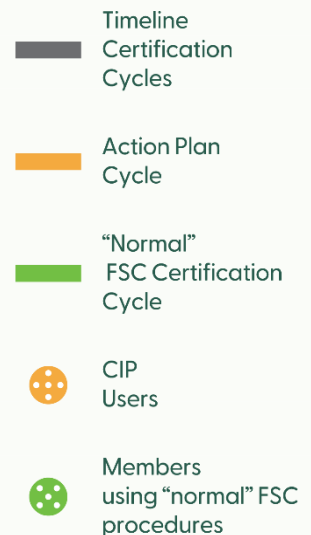 Timeline
Certification
Cycles
Action Plan
Cycle
“Normal”
FSC Certification
Cycle
CIP
Users
Members
using “normal” FSC
procedures